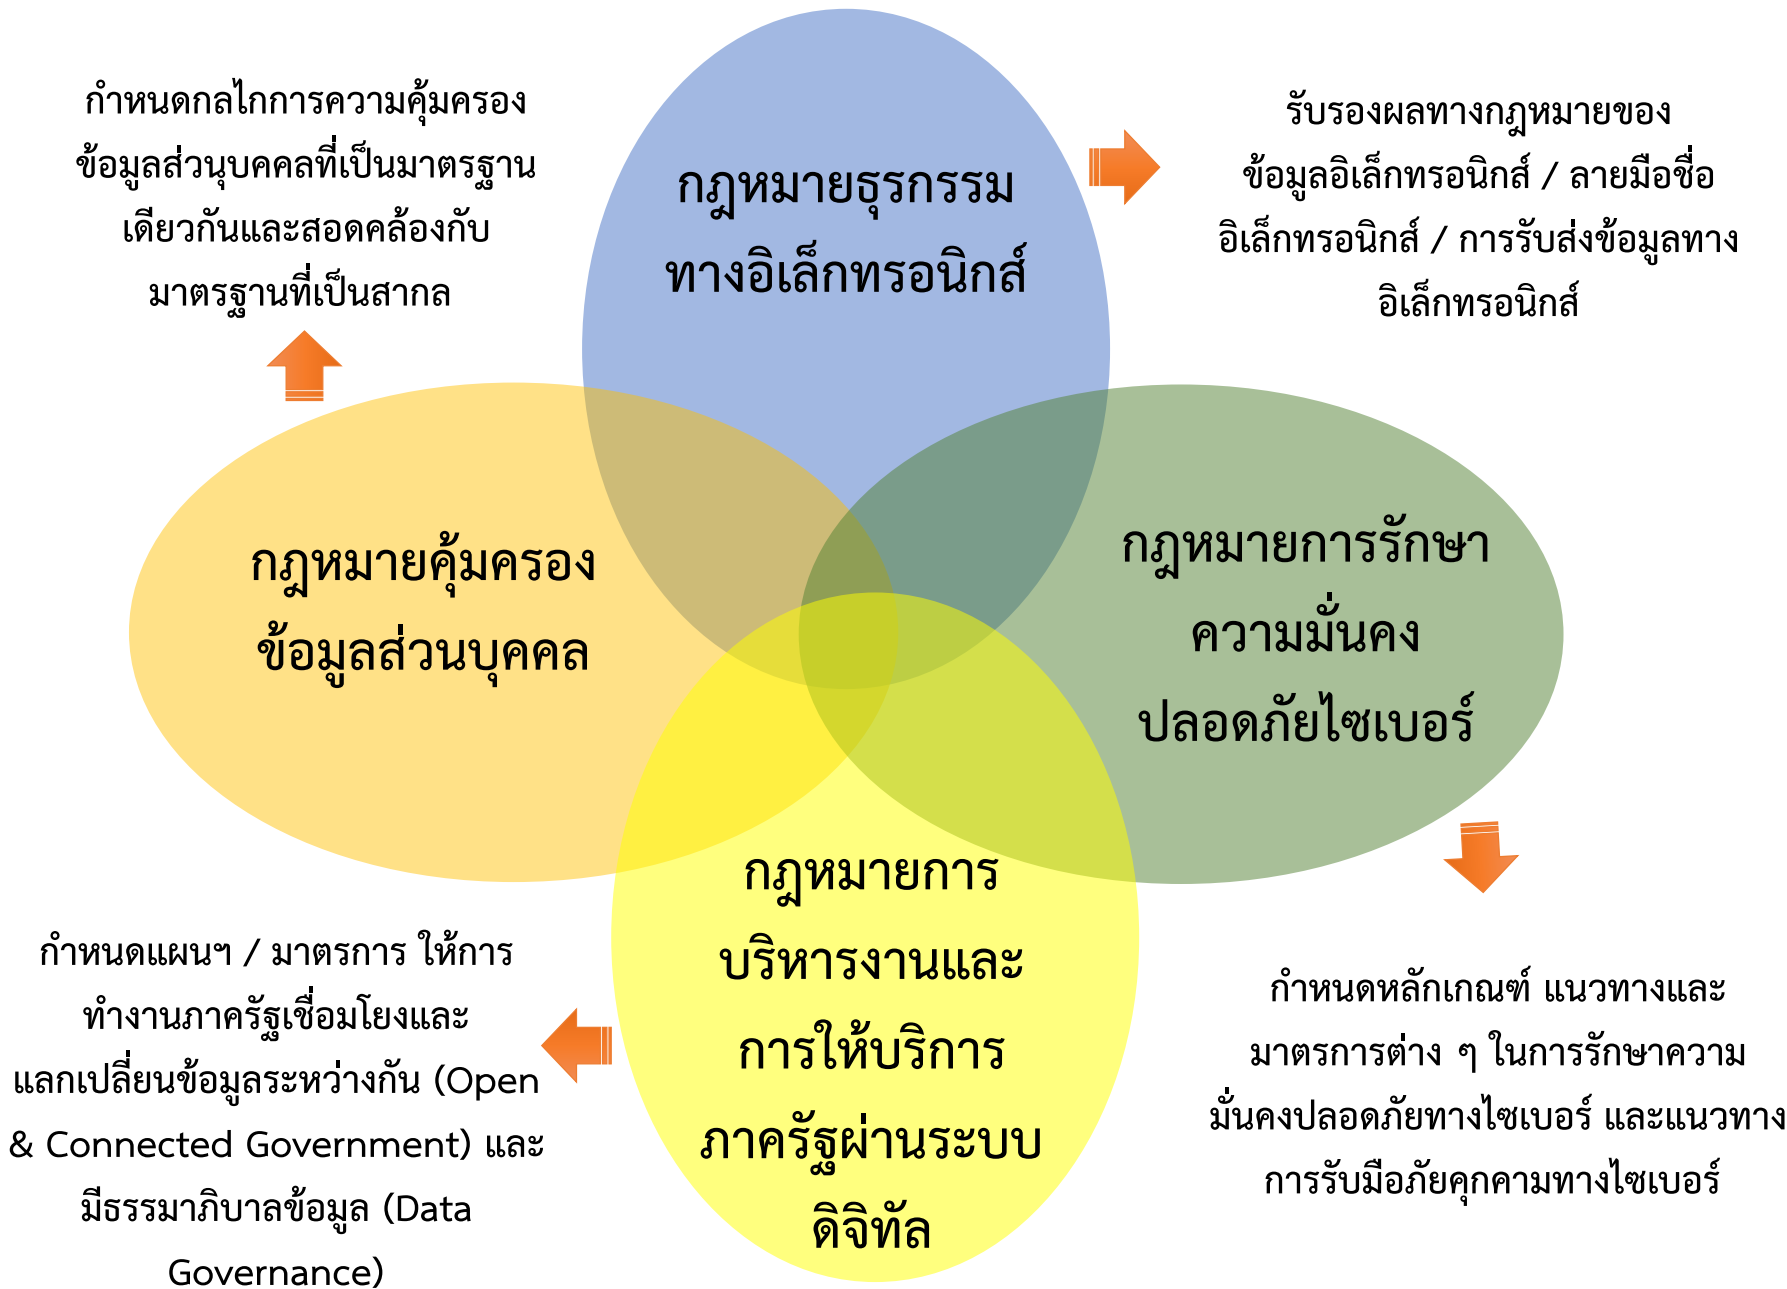 กำหนดกลไกการความคุ้มครอง
ข้อมูลส่วนุบคคลที่เป็นมาตรฐาน
เดียวกันและสอดคล้องกับ
มาตรฐานที่เป็นสากล
กฎหมายธุรกรรม
ทางอิเล็กทรอนิกส์
รับรองผลทางกฎหมายของ
ข้อมูลอิเล็กทรอนิกส์ / ลายมือชื่อ
อิเล็กทรอนิกส์ / การรับส่งข้อมูลทาง
อิเล็กทรอนิกส์
กฎหมายคุ้มครอง
ข้อมูลส่วนบุคคล
กฎหมายการรักษา
ความมั่นคง
ปลอดภัยไซเบอร์
กฎหมายการ
บริหารงานและ
การให้บริการ
ภาครัฐผ่านระบบ
ดิจิทัล
กำหนดแผนฯ / มาตรการ ให้การ
ทำงานภาครัฐเชื่อมโยงและ
แลกเปลี่ยนข้อมูลระหว่างกัน (Open
& Connected Government) และ
มีธรรมาภิบาลข้อมูล (Data
Governance)
กำหนดหลักเกณฑ์ แนวทางและ
มาตรการต่าง ๆ ในการรักษาความ
มั่นคงปลอดภัยทางไซเบอร์ และแนวทาง
การรับมือภัยคุกคามทางไซเบอร์